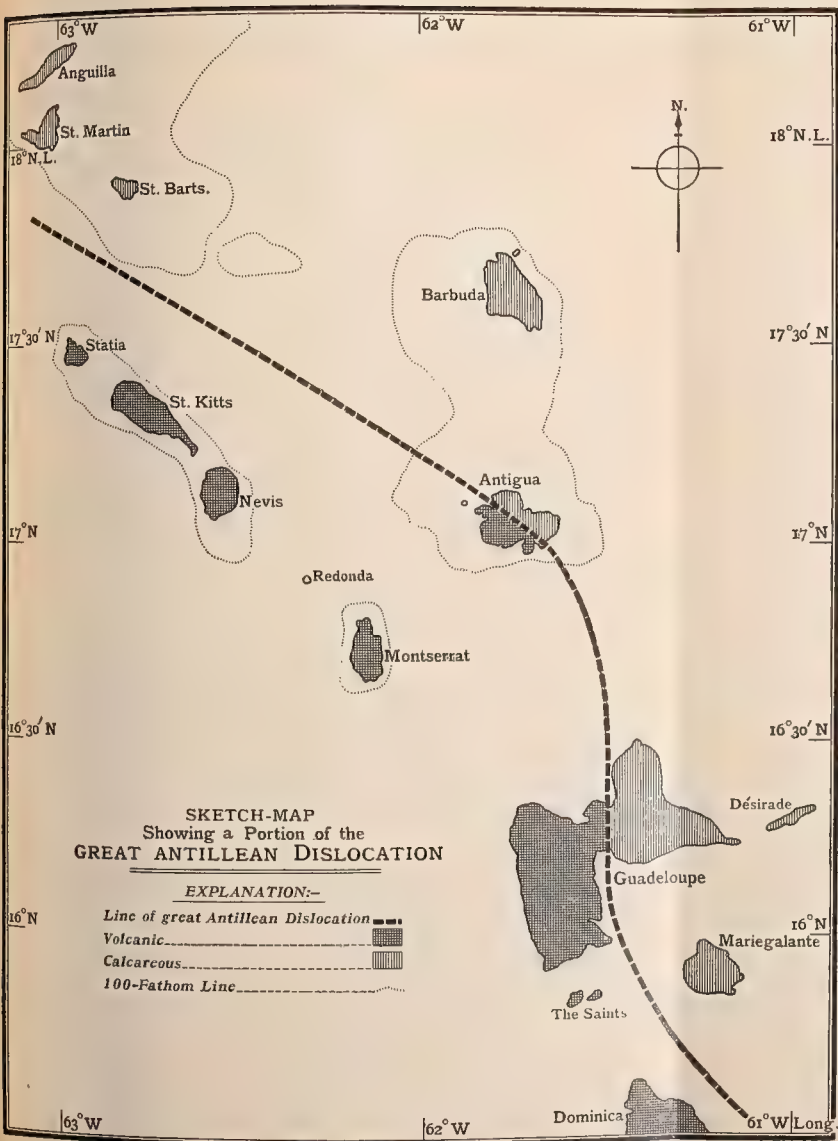 63°W
62°W
61°W
Anguilla
N.
St. Martin
18°N.L.
18°N.L.
St. Barts.
Barbuda
17°30′N
17°30′N
Statia
St. Kitts
Antigua
Nevis
17°N
17°N
Redonda
Montserrat
16°30′N
16°30′N
Désirade
SKETCH-MAP
Showing a Portion of the
GREAT ANTILLEAN DISLOCATION
Guadeloupe
EXPLANATION:-
Line of great Antillean Dislocation
Volcanic
Calcareous
100-Fathom Line
16°N
16°N
Mariegalante
The Saints
Dominica
63°W
62°W
61°W Long